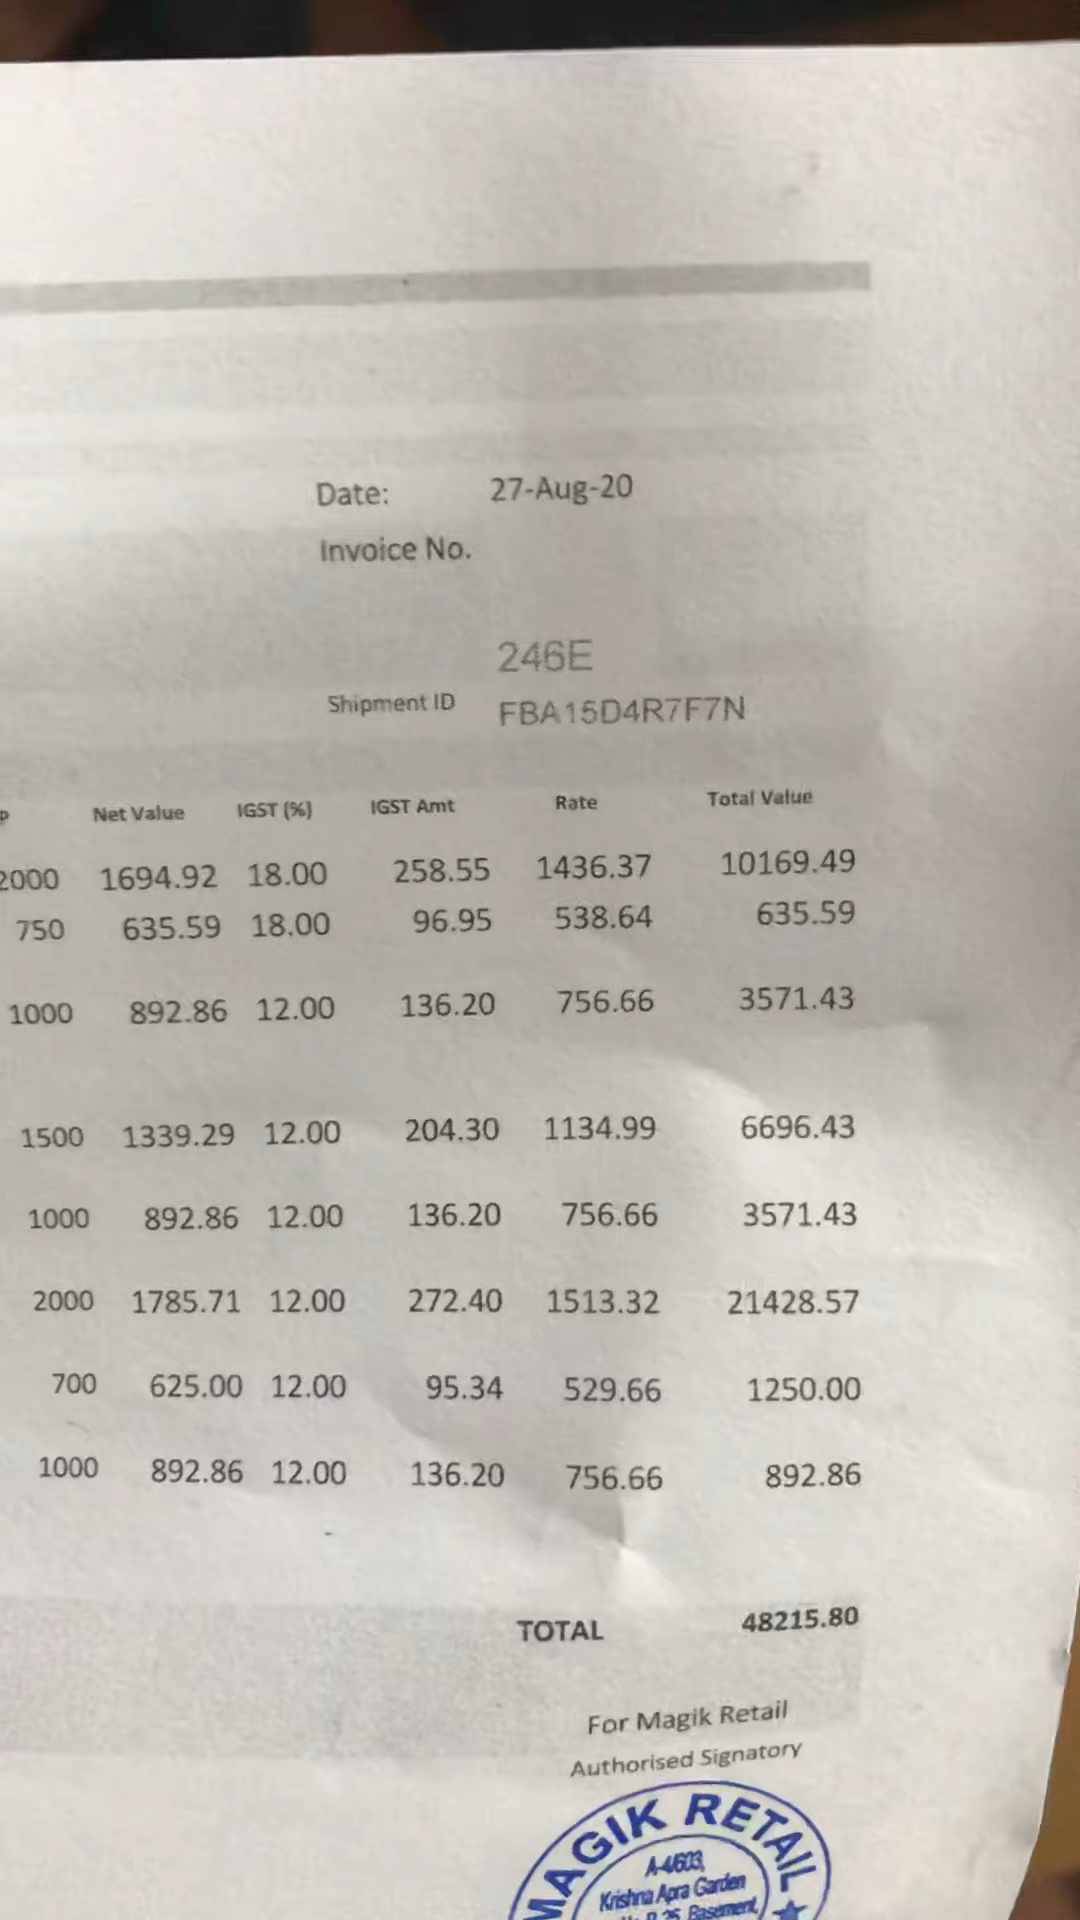 Date: 27-Aug-20
Invoice No.
246E
Shipment ID FBA15D4R7F7N
Net Value IGST (%) IGST Amt Rate Total Value
2000 1694.92 18.00 258.55 1436.37 10169.49
750 635.59 18.00 96.95 538.64 635.59
1000 892.86 12.00 136.20 756.66 3571.43
1500 1339.29 12.00 204.30 1134.99 6696.43
1000 892.86 12.00 136.20 756.66 3571.43
2000 1785.71 12.00 272.40 1513.32 21428.57
700 625.00 12.00 95.34 529.66 1250.00
1000 892.86 12.00 136.20 756.66 892.86
TOTAL 48215.80
For Magik Retail
Authorised Signatory
MAGIK RETAIL
A-4/603,
Krishna Apra Garden
Basement,